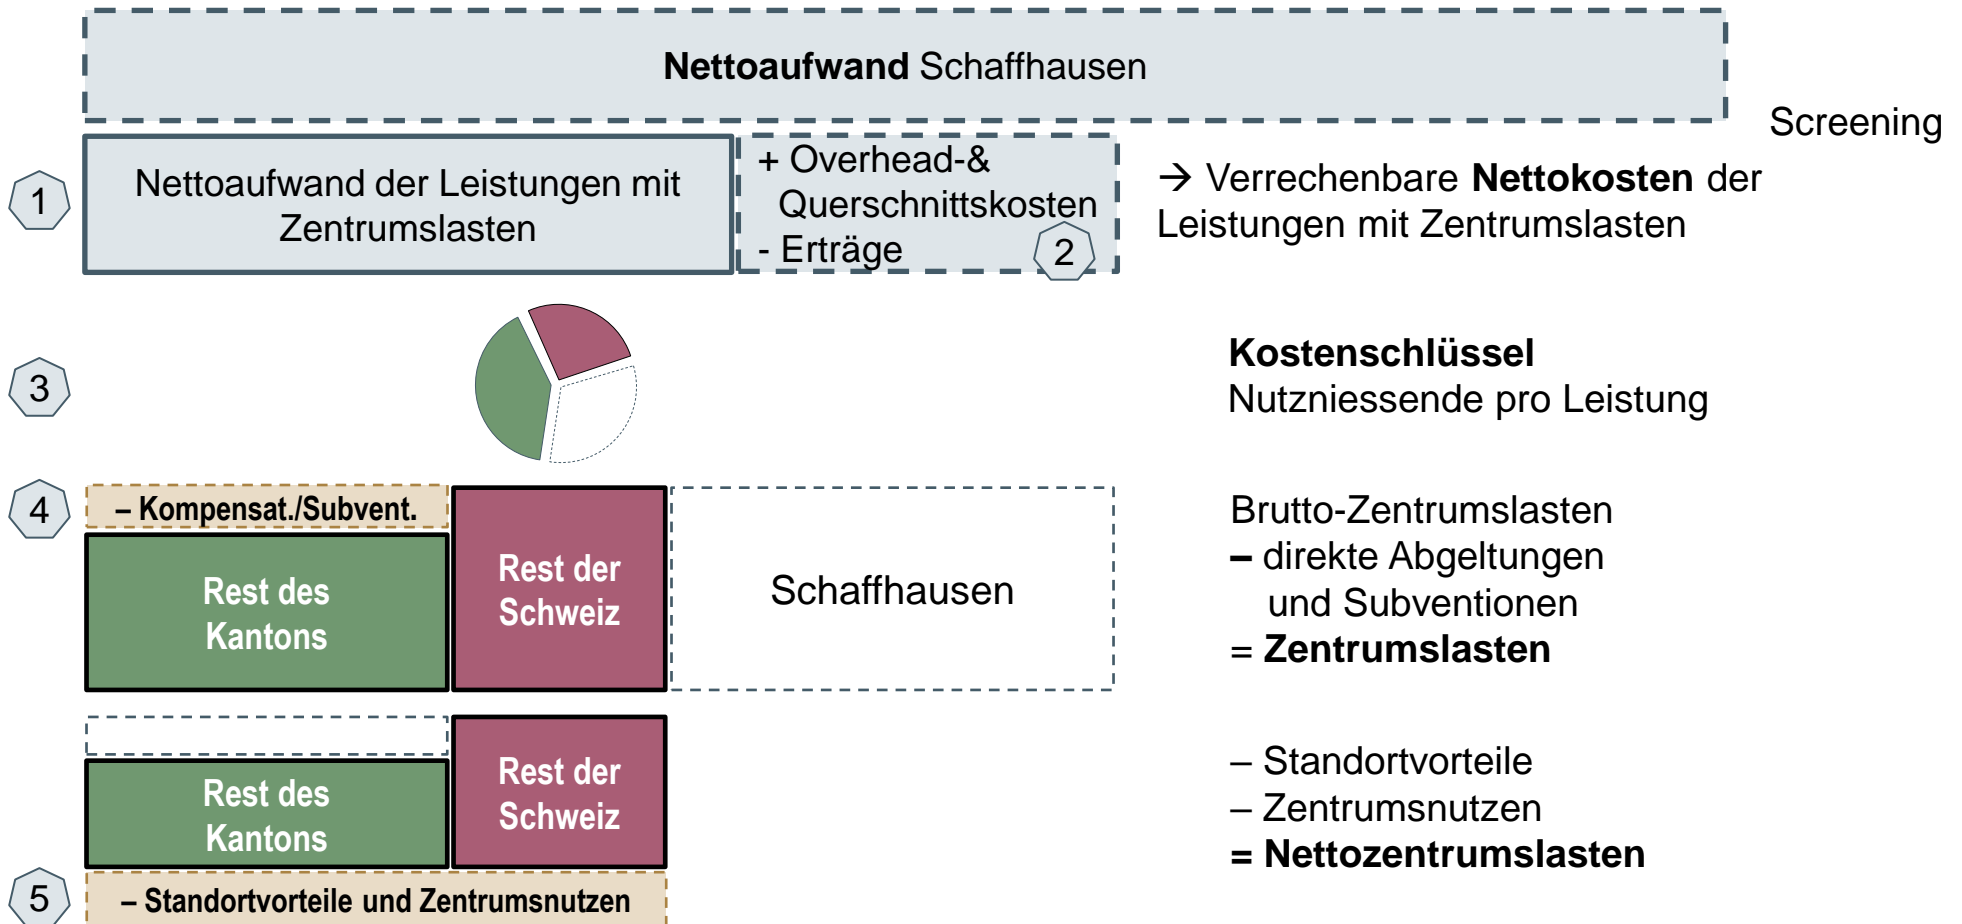 Nettoaufwand Schaffhausen
Screening
1
Nettoaufwand der Leistungen mit
Zentrumslasten
+ Overhead-&
Querschnittskosten
- Erträge
2
→ Verrechenbare Nettokosten der
Leistungen mit Zentrumslasten
3
Kostenschlüssel
Nutzniessende pro Leistung
4
– Kompensat./Subvent.
Rest des
Kantons
Rest der
Schweiz
Schaffhausen
Brutto-Zentrumslasten
– direkte Abgeltungen
und Subventionen
= Zentrumslasten
Rest des
Kantons
Rest der
Schweiz
– Standortvorteile
– Zentrumsnutzen
= Nettozentrumslasten
5
– Standortvorteile und Zentrumsnutzen